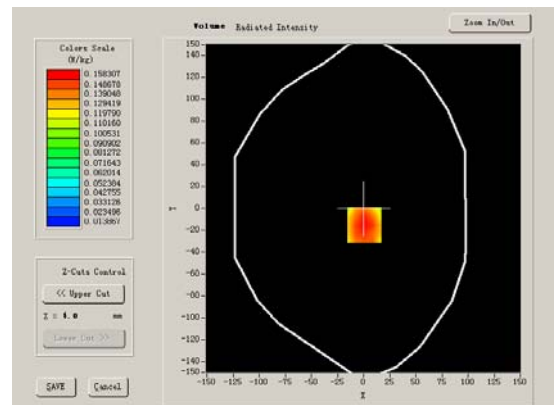 Volume Radiated Intensity
Zoom In/Out
Colors Scale
(W/kg)
0.158307
0.148678
0.139048
0.129419
0.119790
0.110160
0.100531
0.090902
0.081272
0.071643
0.062014
0.052384
0.042755
0.033126
0.023496
0.013867
Z-Cuts Control
<< Upper Cut
Z = 4.0 mm
Lower Cut >>
SAVE Cancel
150
140
120
100
80
60
40
20
0
-20
-40
-60
-80
-100
-120
-140
-150
Y
-150 -125 -100 -75 -50 -25 0 25 50 75 100 125 150
X